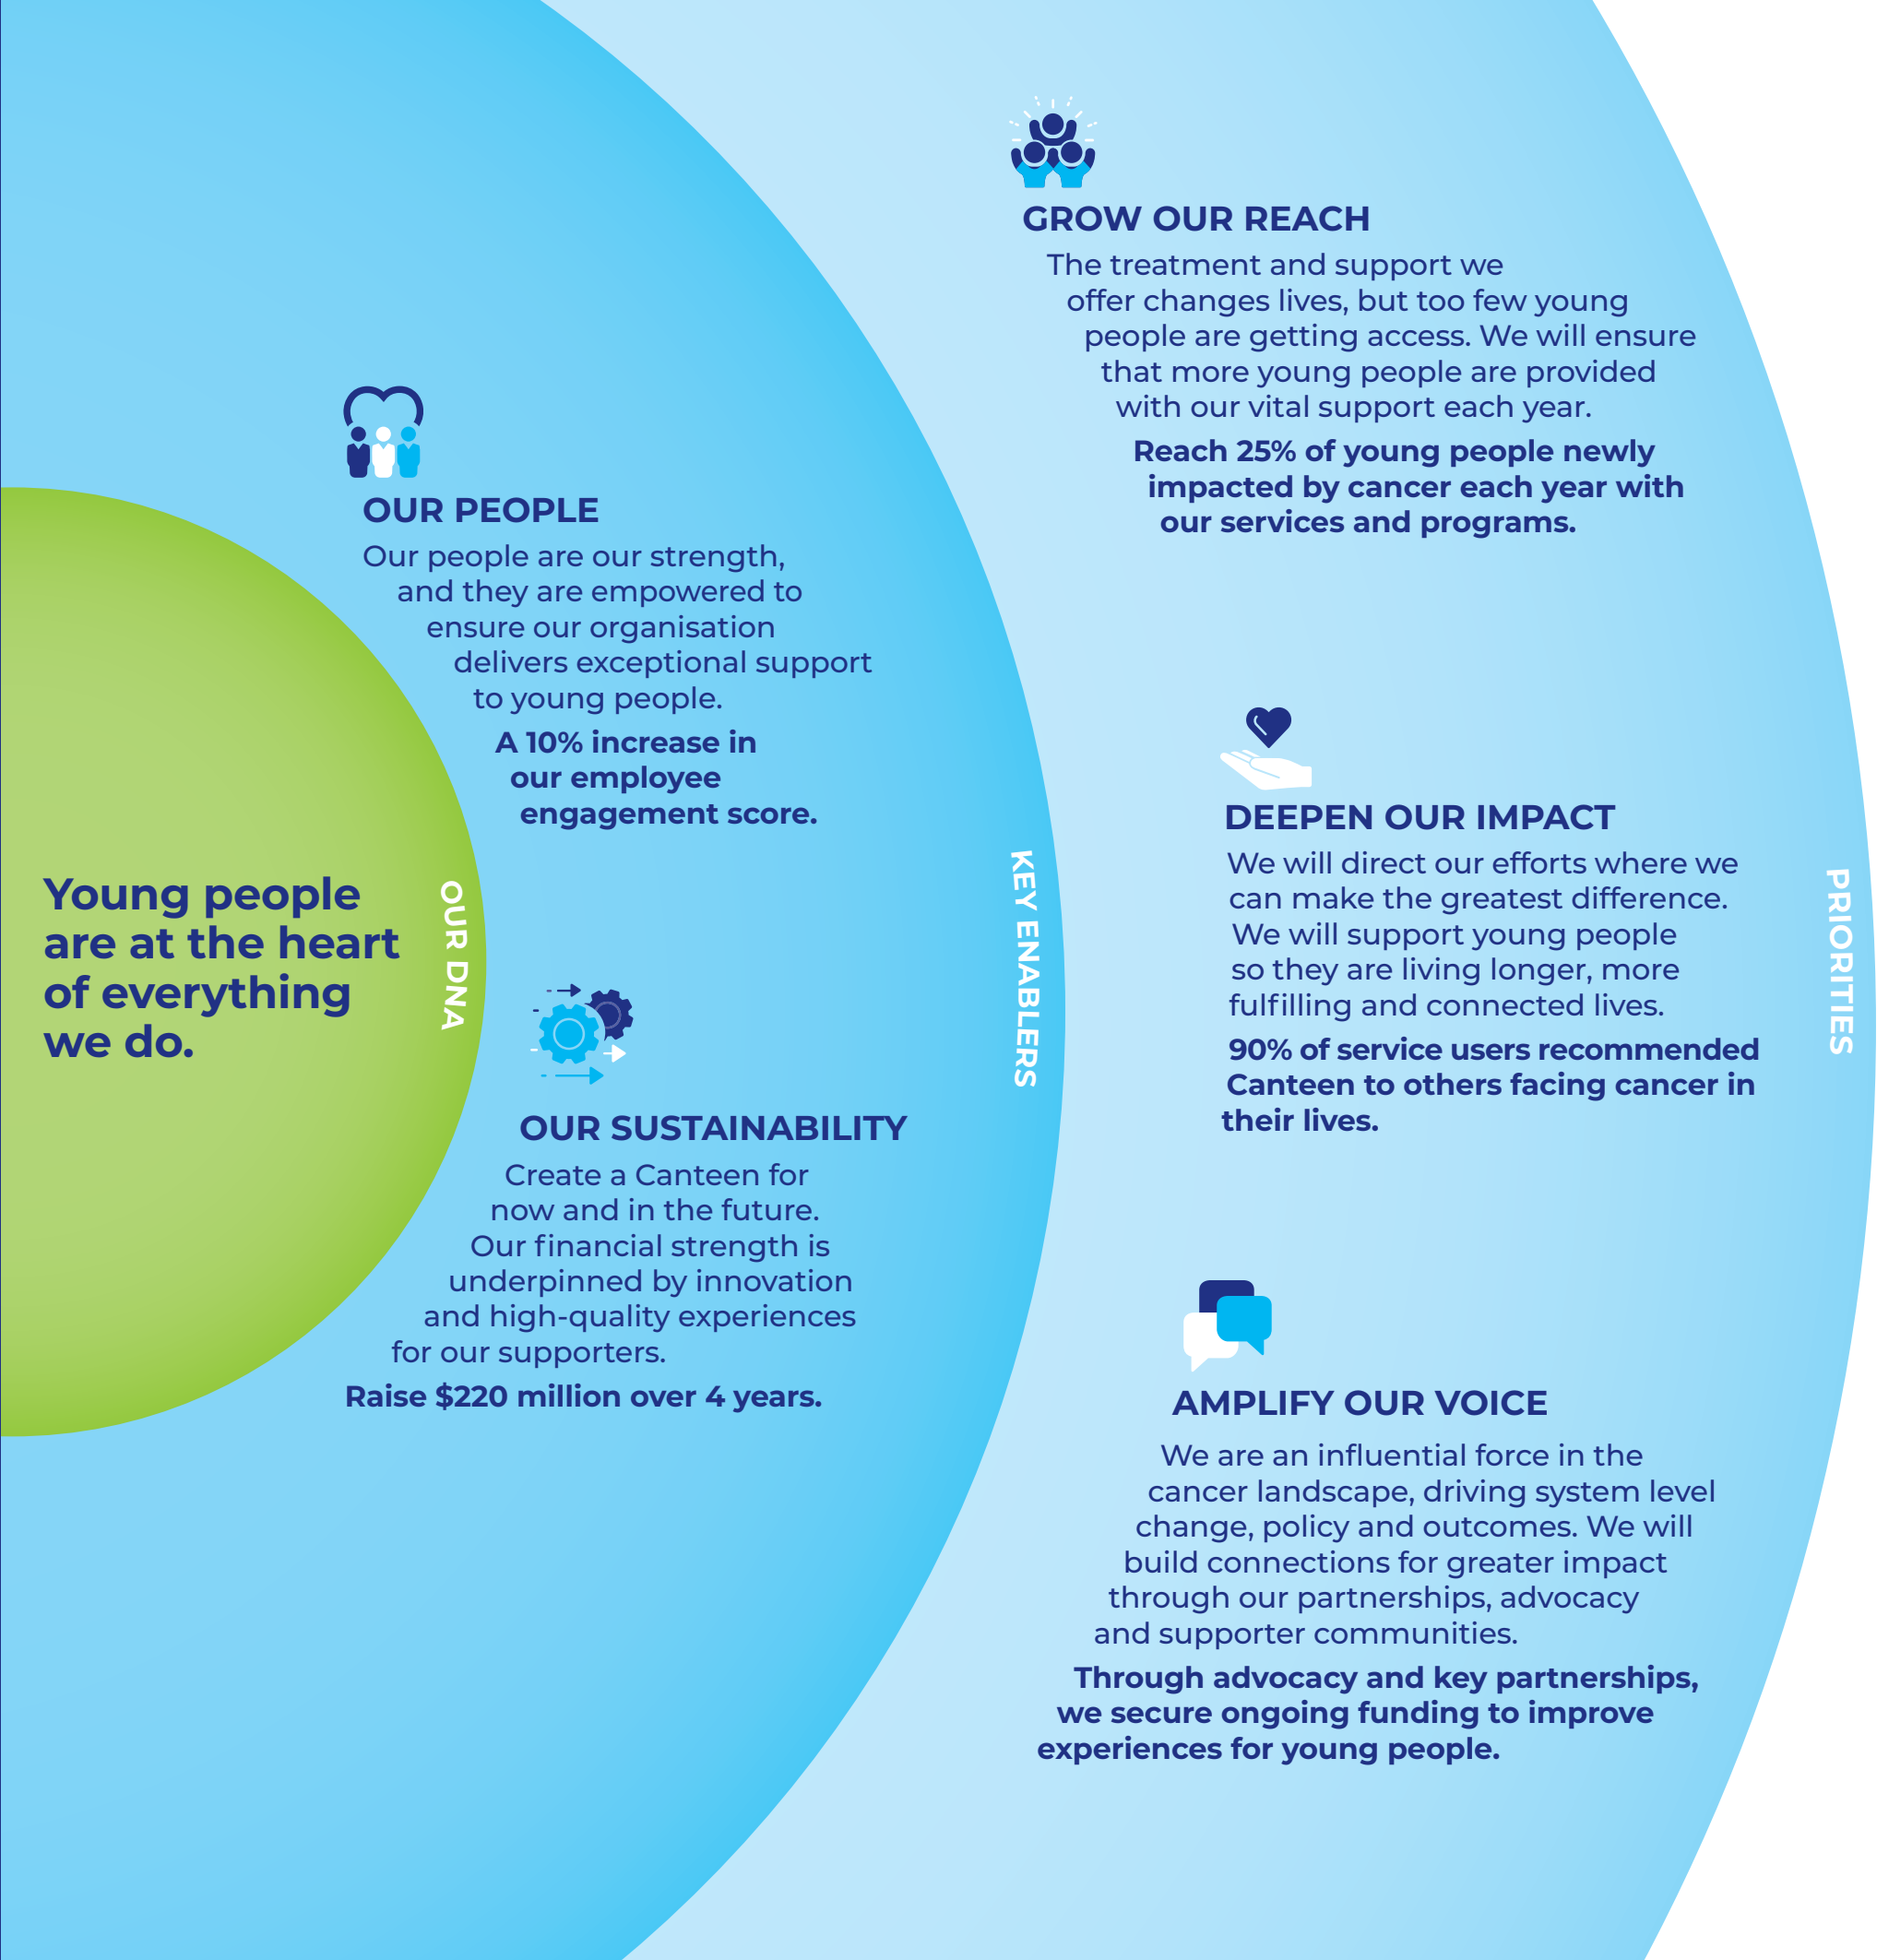 Young people
are at the heart
of everything
we do.
OUR DNA
OUR PEOPLE
Our people are our strength,
and they are empowered to
ensure our organisation
delivers exceptional support
to young people.
A 10% increase in
our employee
engagement score.
OUR SUSTAINABILITY
Create a Canteen for
now and in the future.
Our financial strength is
underpinned by innovation
and high-quality experiences
for our supporters.
Raise $220 million over 4 years.
KEY ENABLERS
GROW OUR REACH
The treatment and support we
offer changes lives, but too few young
people are getting access. We will ensure
that more young people are provided
with our vital support each year.
Reach 25% of young people newly
impacted by cancer each year with
our services and programs.
DEEPEN OUR IMPACT
We will direct our efforts where we
can make the greatest difference.
We will support young people
so they are living longer, more
fulfilling and connected lives.
90% of service users recommended
Canteen to others facing cancer in
their lives.
AMPLIFY OUR VOICE
We are an influential force in the
cancer landscape, driving system level
change, policy and outcomes. We will
build connections for greater impact
through our partnerships, advocacy
and supporter communities.
Through advocacy and key partnerships,
we secure ongoing funding to improve
experiences for young people.
PRIORITIES